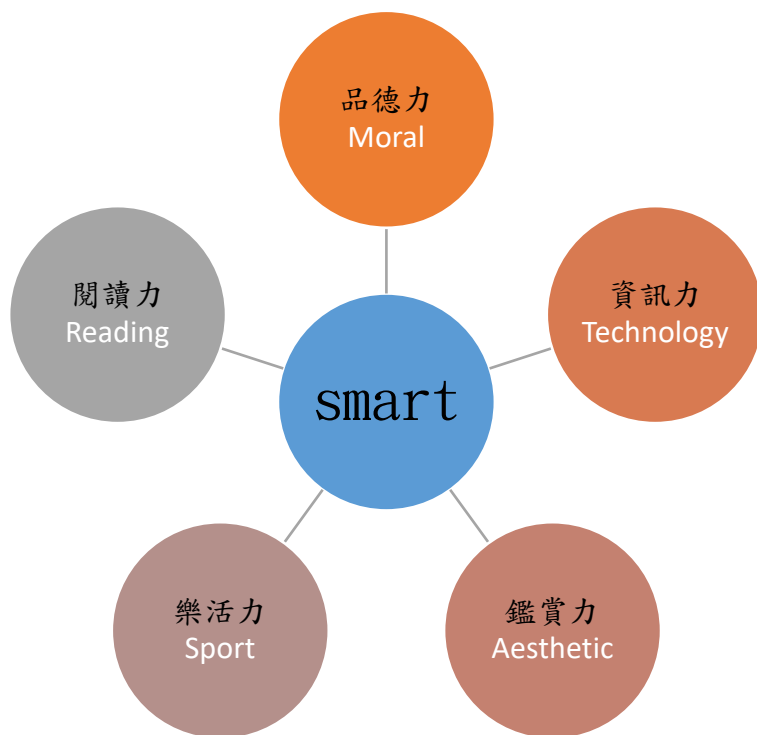 品德力
Moral
閱讀力
Reading
資訊力
Technology
smart
樂活力
Sport
鑑賞力
Aesthetic